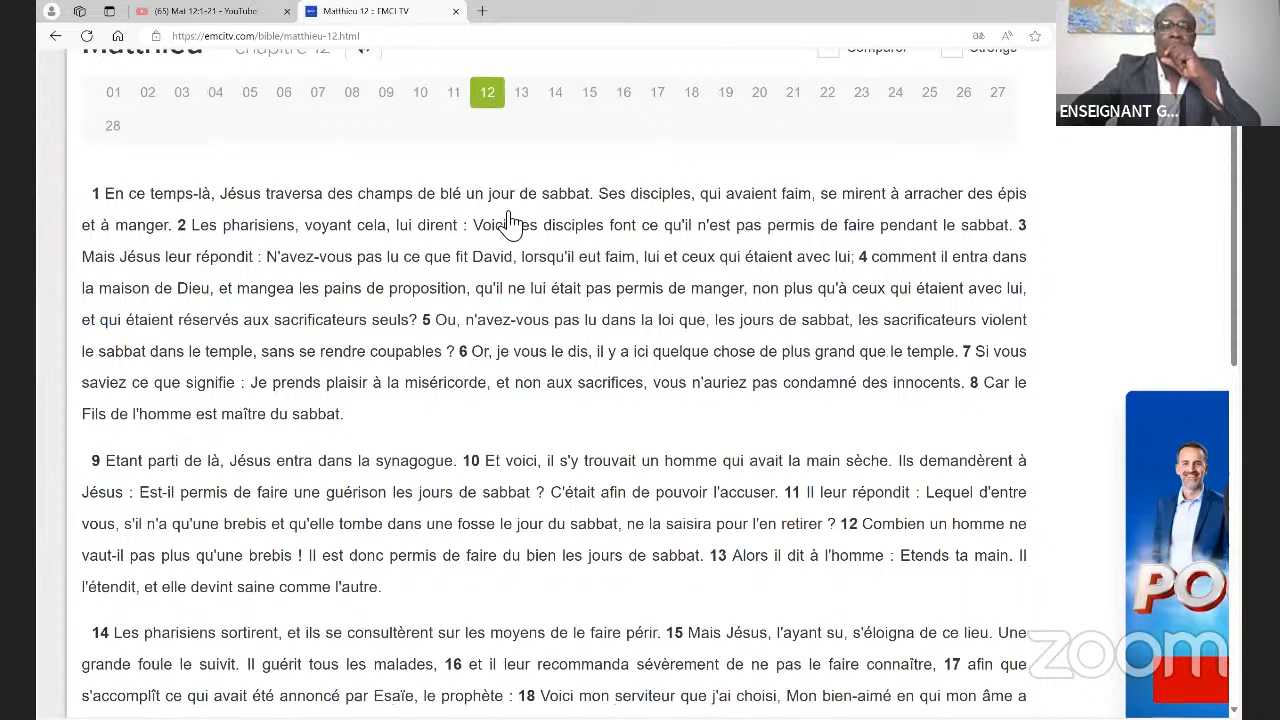 (65) Mat 12:1-21 - YouTube
Matthieu 12 :: EMCI TV
https://emcitv.com/bible/matthieu-12.html
Matthieu chapitre 12
Comparer Strongs
01 02 03 04 05 06 07 08 09 10 11 12 13 14 15 16 17 18 19 20 21 22 23 24 25 26 27
28
ENSEIGNANT G...
1 En ce temps-là, Jésus traversa des champs de blé un jour de sabbat. Ses disciples, qui avaient faim, se mirent à arracher des épis
et à manger. 2 Les pharisiens, voyant cela, lui dirent : Voici, tes disciples font ce qu'il n'est pas permis de faire pendant le sabbat. 3
Mais Jésus leur répondit : N'avez-vous pas lu ce que fit David, lorsqu'il eut faim, lui et ceux qui étaient avec lui; 4 comment il entra dans
la maison de Dieu, et mangea les pains de proposition, qu'il ne lui était pas permis de manger, non plus qu'à ceux qui étaient avec lui,
et qui étaient réservés aux sacrificateurs seuls? 5 Ou, n'avez-vous pas lu dans la loi que, les jours de sabbat, les sacrificateurs violent
le sabbat dans le temple, sans se rendre coupables ? 6 Or, je vous le dis, il y a ici quelque chose de plus grand que le temple. 7 Si vous
saviez ce que signifie : Je prends plaisir à la miséricorde, et non aux sacrifices, vous n'auriez pas condamné des innocents. 8 Car le
Fils de l'homme est maître du sabbat.
9 Etant parti de là, Jésus entra dans la synagogue. 10 Et voici, il s'y trouvait un homme qui avait la main sèche. Ils demandèrent à
Jésus : Est-il permis de faire une guérison les jours de sabbat ? C'était afin de pouvoir l'accuser. 11 Il leur répondit : Lequel d'entre
vous, s'il n'a qu'une brebis et qu'elle tombe dans une fosse le jour du sabbat, ne la saisira pour l'en retirer ? 12 Combien un homme ne
vaut-il pas plus qu'une brebis ! Il est donc permis de faire du bien les jours de sabbat. 13 Alors il dit à l'homme : Etends ta main. Il
l'étendit, et elle devint saine comme l'autre.
14 Les pharisiens sortirent, et ils se consultèrent sur les moyens de le faire périr. 15 Mais Jésus, l'ayant su, s'éloigna de ce lieu. Une
grande foule le suivit. Il guérit tous les malades, 16 et il leur recommanda sévèrement de ne pas le faire connaître, 17 afin que
s'accomplît ce qui avait été annoncé par Esaïe, le prophète : 18 Voici mon serviteur que j'ai choisi, Mon bien-aimé en qui mon âme a
PO
zoom